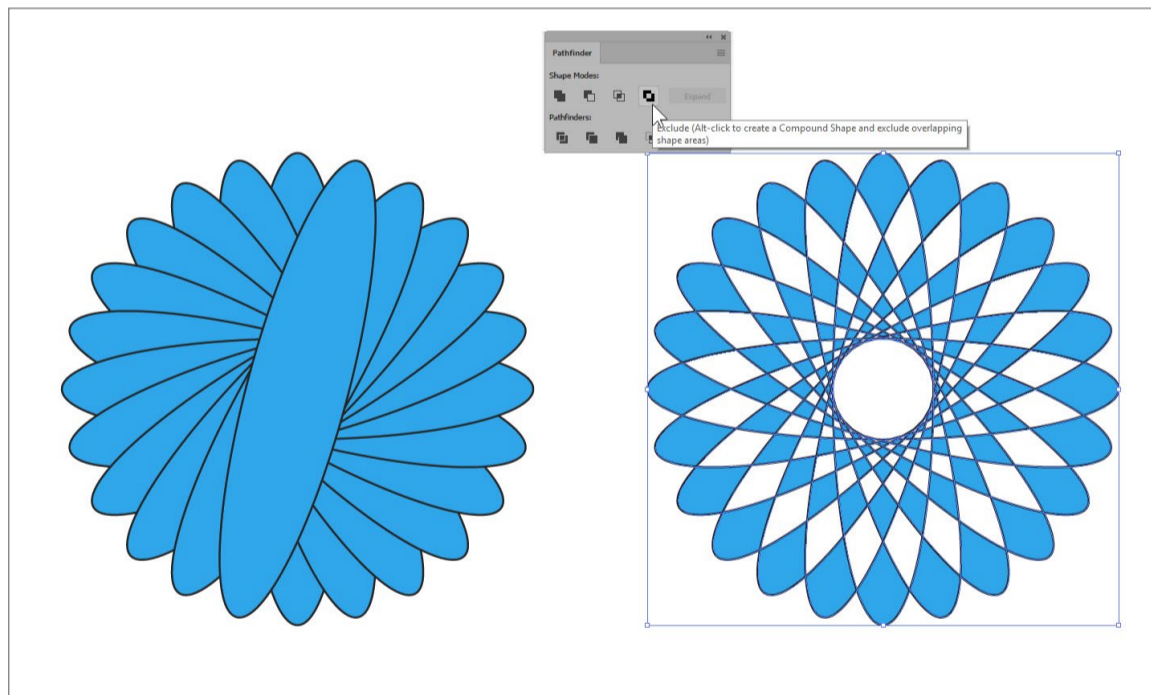 Pathfinder
Shape Modes:
Expand
Pathfinders:
Exclude (Alt-click to create a Compound Shape and exclude overlapping
shape areas)